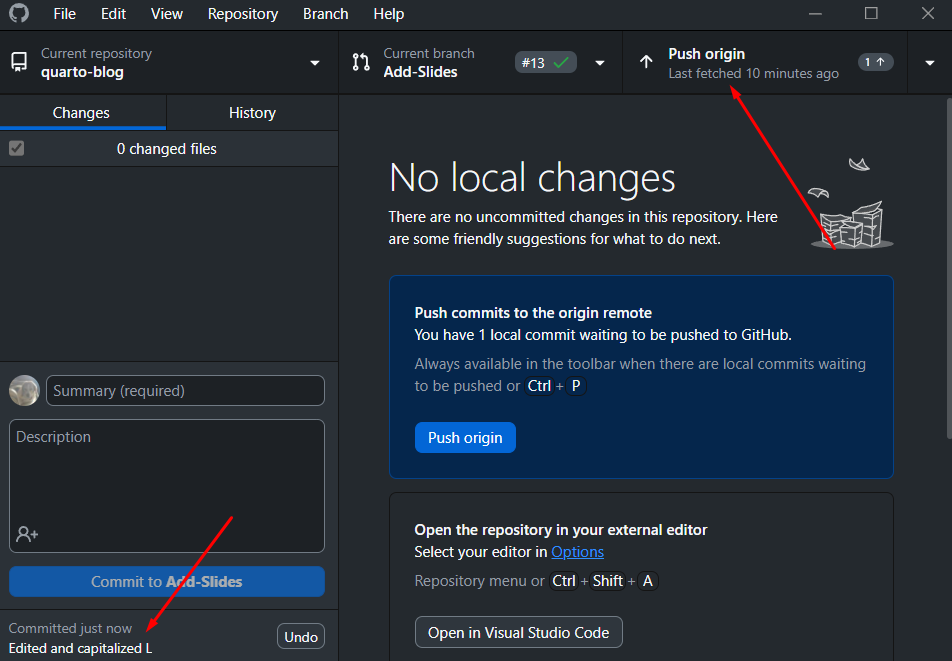 File Edit View Repository Branch Help
Current repository
quarto-blog
Current branch
Add-Slides
#13
Push origin
Last fetched 10 minutes ago
1
Changes
History
0 changed files
No local changes
There are no uncommitted changes in this repository. Here
are some friendly suggestions for what to do next.
Push commits to the origin remote
You have 1 local commit waiting to be pushed to GitHub.
Always available in the toolbar when there are local commits waiting
to be pushed or Ctrl + P
Push origin
Open the repository in your external editor
Select your editor in Options
Repository menu or Ctrl + Shift + A
Open in Visual Studio Code
Summary (required)
Description
Commit to Add-Slides
Committed just now
Edited and capitalized L
Undo